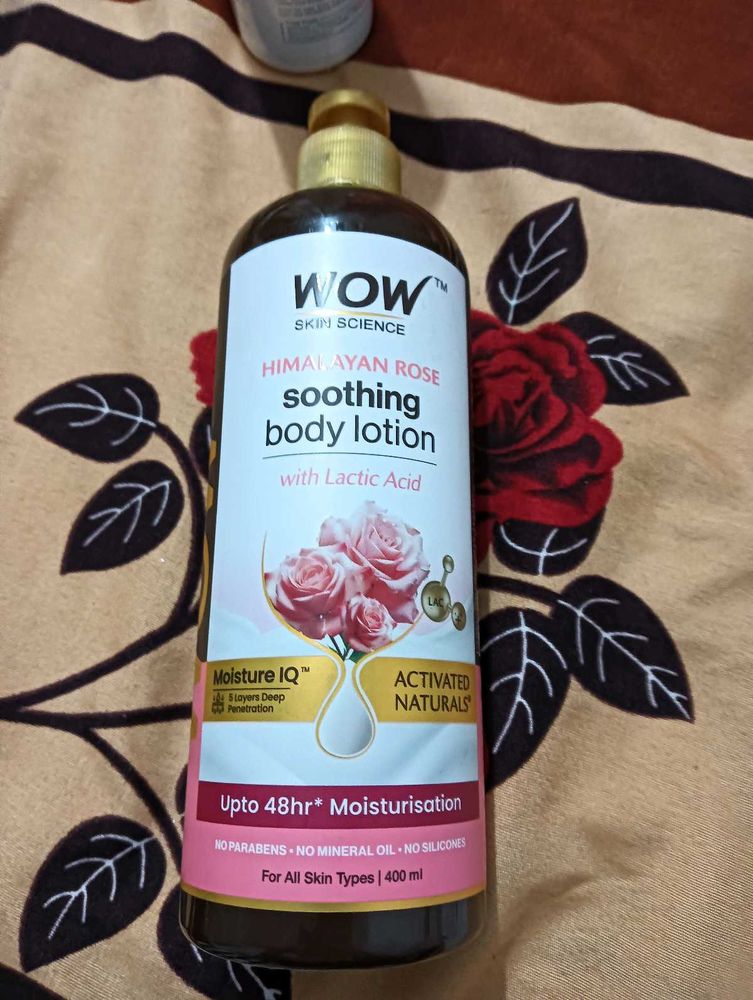 WOW™
SKIN SCIENCE
HIMALAYAN ROSE
soothing
body lotion
with Lactic Acid
LAC
Moisture IQ™
5 Layers Deep
Penetration
ACTIVATED
NATURALS®
Upto 48hr* Moisturisation
NO PARABENS • NO MINERAL OIL • NO SILICONES
For All Skin Types | 400 ml